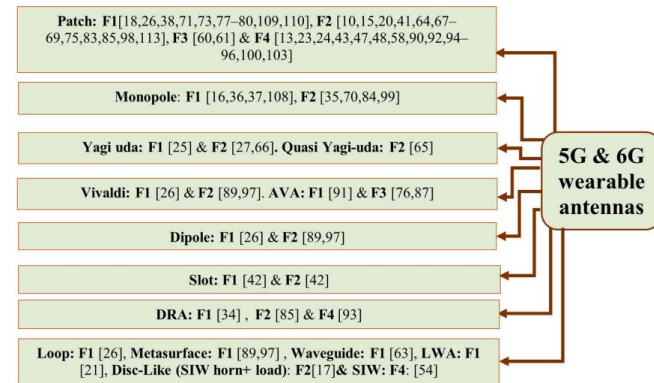 Patch: F1[18,26,38,71,73,77–80,109,110], F2 [10,15,20,41,64,67–
69,75,83,85,98,113], F3 [60,61] & F4 [13,23,24,43,47,48,58,90,92,94–
96,100,103]
Monopole: F1 [16,36,37,108], F2 [35,70,84,99]
Yagi uda: F1 [25] & F2 [27,66]. Quasi Yagi-uda: F2 [65]
Vivaldi: F1 [26] & F2 [89,97]. AVA: F1 [91] & F3 [76,87]
Dipole: F1 [26] & F2 [89,97]
Slot: F1 [42] & F2 [42]
DRA: F1 [34] , F2 [85] & F4 [93]
Loop: F1 [26], Metasurface: F1 [89,97] , Waveguide: F1 [63], LWA: F1
[21], Disc-Like (SIW horn+ load): F2[17]& SIW: F4: [54]
5G & 6G
wearable
antennas